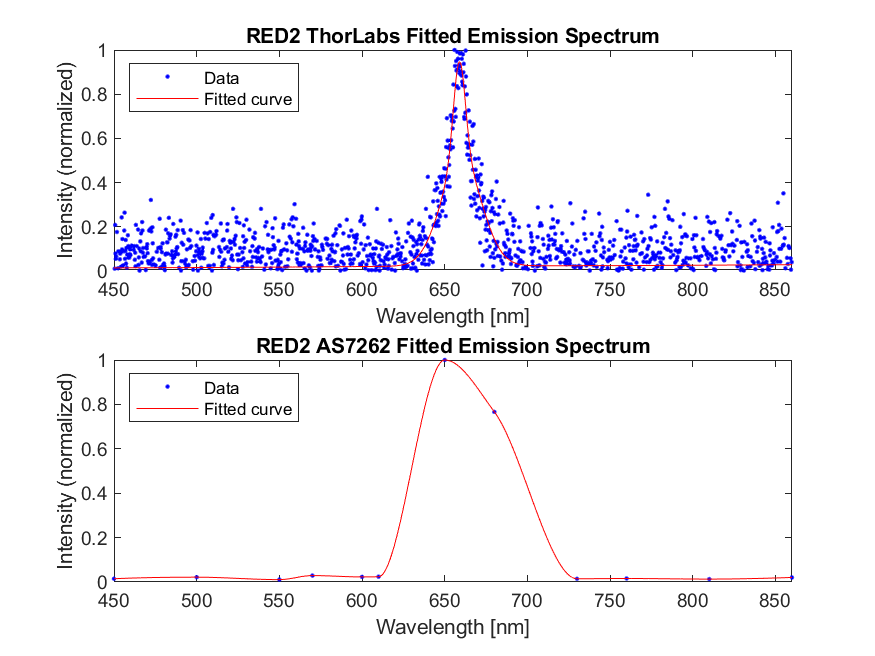 RED2 ThorLabs Fitted Emission Spectrum
1
0.8
0.6
0.4
0.2
0
Intensity (normalized)
Data
Fitted curve
450 500 550 600 650 700 750 800 850
Wavelength [nm]
RED2 AS7262 Fitted Emission Spectrum
1
0.8
0.6
0.4
0.2
0
Intensity (normalized)
Data
Fitted curve
450 500 550 600 650 700 750 800 850
Wavelength [nm]